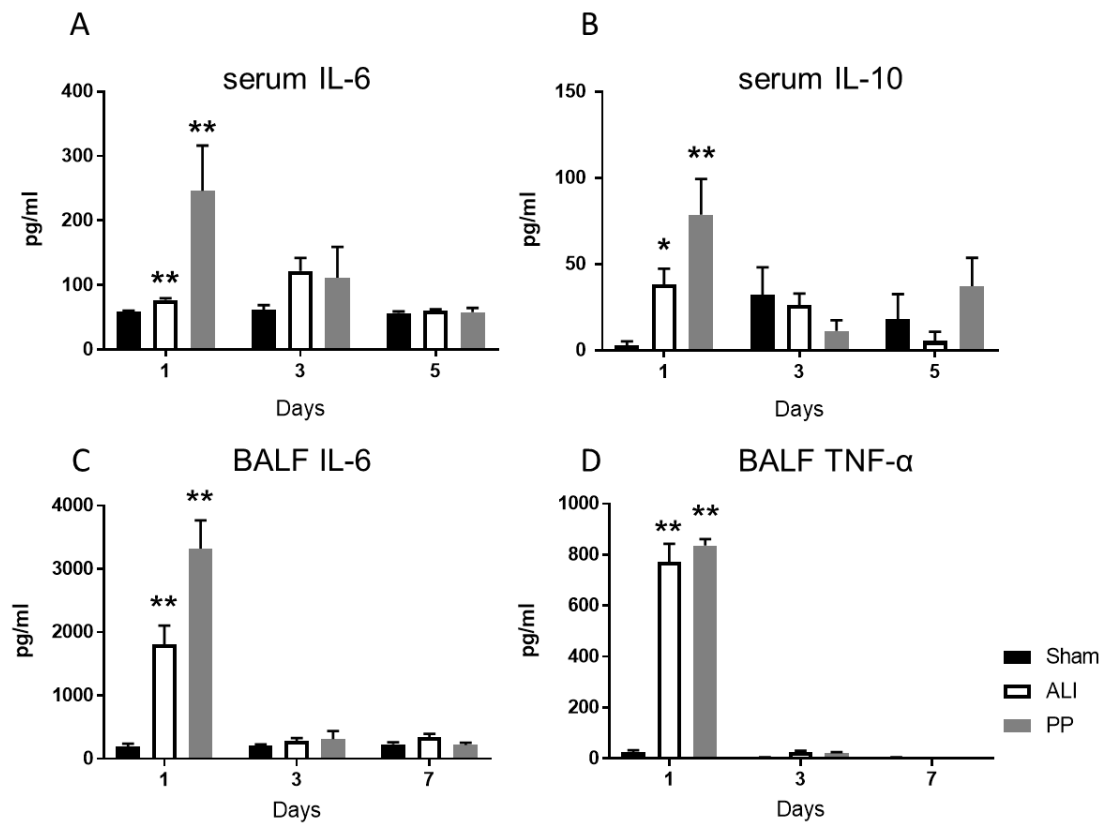 A
serum IL-6
400
300
200
100
0
pg/ml
**
**
1
3
5
Days
B
serum IL-10
150
100
50
0
pg/ml
*
**
1
3
5
Days
C
BALF IL-6
4000
3000
2000
1000
0
pg/ml
**
**
1
3
7
Days
D
BALF TNF-α
1000
800
600
400
200
0
pg/ml
**
**
1
3
7
Days
Sham
ALI
PP